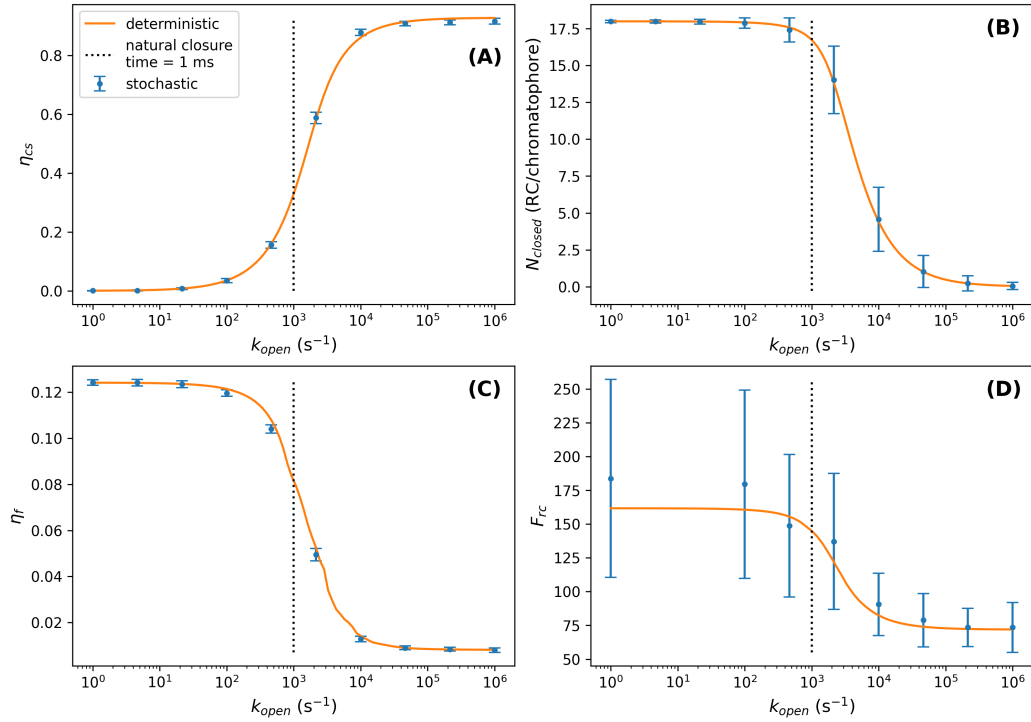 deterministic
natural closure
time = 1 ms
stochastic
(A)
0.8
0.6
0.4
0.2
0.0
η_cs
10^0 10^1 10^2 10^3 10^4 10^5 10^6
k_open (s^−1)
(B)
17.5
15.0
12.5
10.0
7.5
5.0
2.5
0.0
N_closed (RC/chromatophore)
10^0 10^1 10^2 10^3 10^4 10^5 10^6
k_open (s^−1)
(C)
0.12
0.10
0.08
0.06
0.04
0.02
η_f
10^0 10^1 10^2 10^3 10^4 10^5 10^6
k_open (s^−1)
(D)
250
225
200
175
150
125
100
75
50
F_rc
10^0 10^1 10^2 10^3 10^4 10^5 10^6
k_open (s^−1)